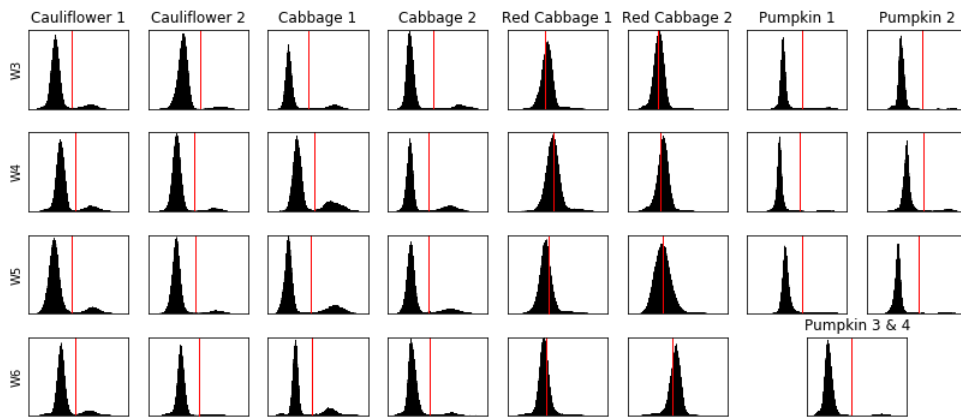 Cauliflower 1 Cauliflower 2 Cabbage 1 Cabbage 2 Red Cabbage 1 Red Cabbage 2 Pumpkin 1 Pumpkin 2
W3
W4
W5
Pumpkin 3 & 4
W6